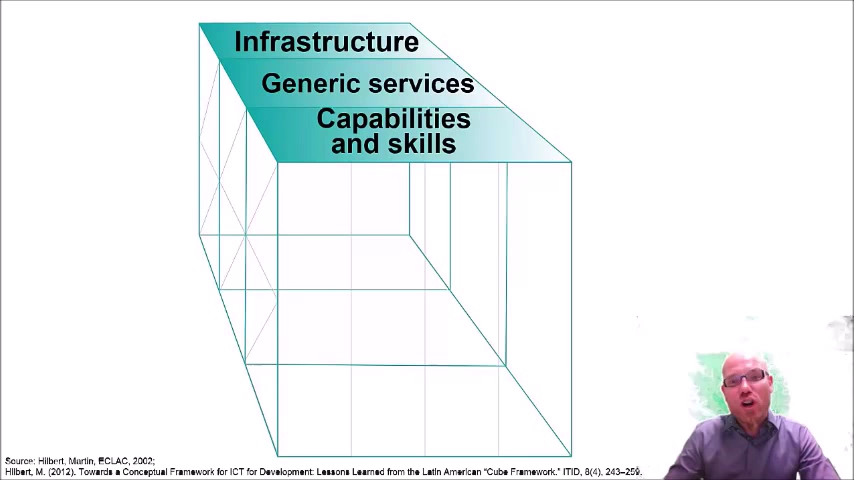 Infrastructure
Generic services
Capabilities
and skills
Source: Hilbert, Martin, ECLAC, 2002;
Hilbert, M. (2012). Towards a Conceptual Framework for ICT for Development: Lessons Learned from the Latin American “Cube Framework.” ITID, 8(4), 243–259.